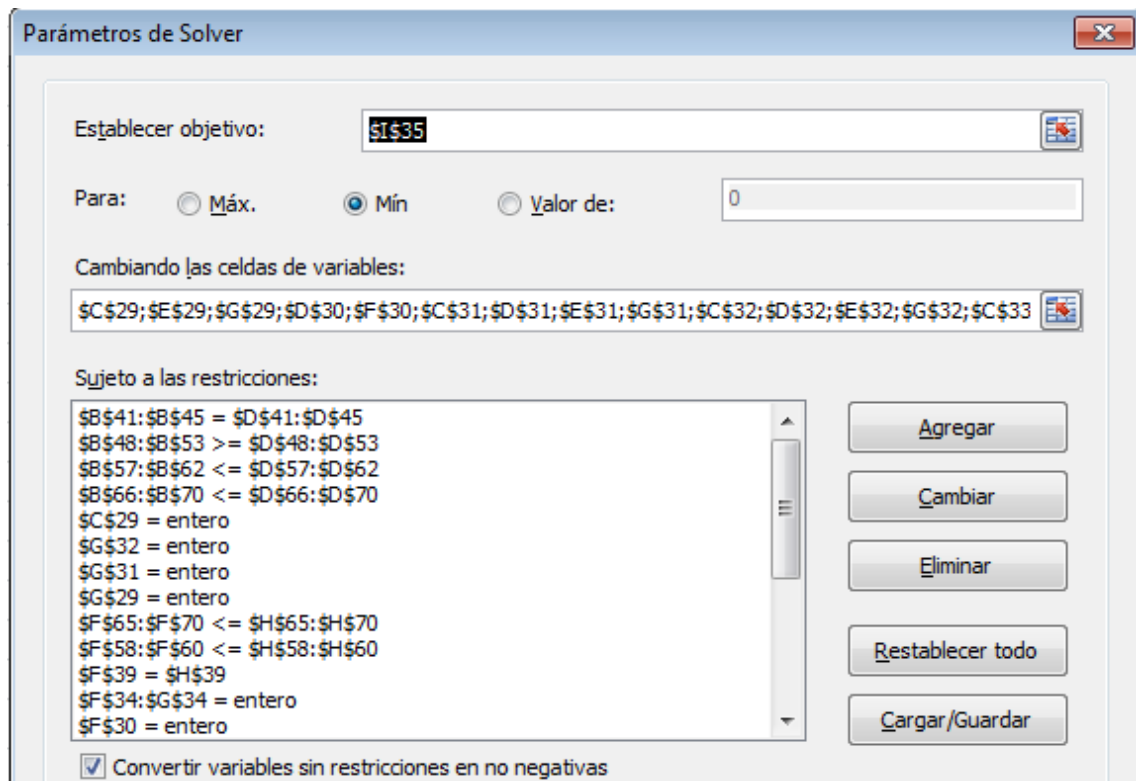 Parámetros de Solver
Establecer objetivo: $I$35
Para: Máx. Mín Valor de: 0
Cambiando las celdas de variables:
$C$29;$E$29;$G$29;$D$30;$F$30;$C$31;$D$31;$E$31;$G$31;$C$32;$D$32;$E$32;$G$32;$C$33
Sujeto a las restricciones:
$B$41:$B$45 = $D$41:$D$45
$B$48:$B$53 >= $D$48:$D$53
$B$57:$B$62 <= $D$57:$D$62
$B$66:$B$70 <= $D$66:$D$70
$C$29 = entero
$G$32 = entero
$G$31 = entero
$G$29 = entero
$F$65:$F$70 <= $H$65:$H$70
$F$58:$F$60 <= $H$58:$H$60
$F$39 = $H$39
$F$34:$G$34 = entero
$F$30 = entero
Agregar
Cambiar
Eliminar
Restablecer todo
Cargar/Guardar
Convertir variables sin restricciones en no negativas